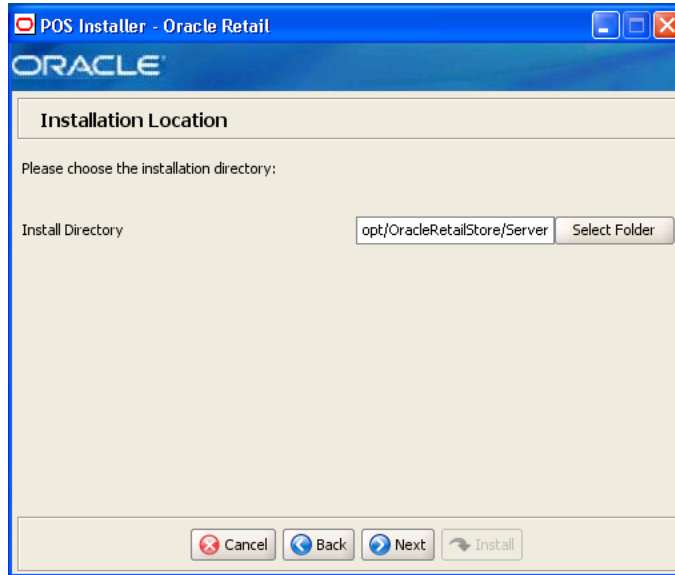 POS Installer - Oracle Retail
ORACLE
Installation Location
Please choose the installation directory:
Install Directory opt/OracleRetailStore/Server Select Folder
Cancel Back Next Install